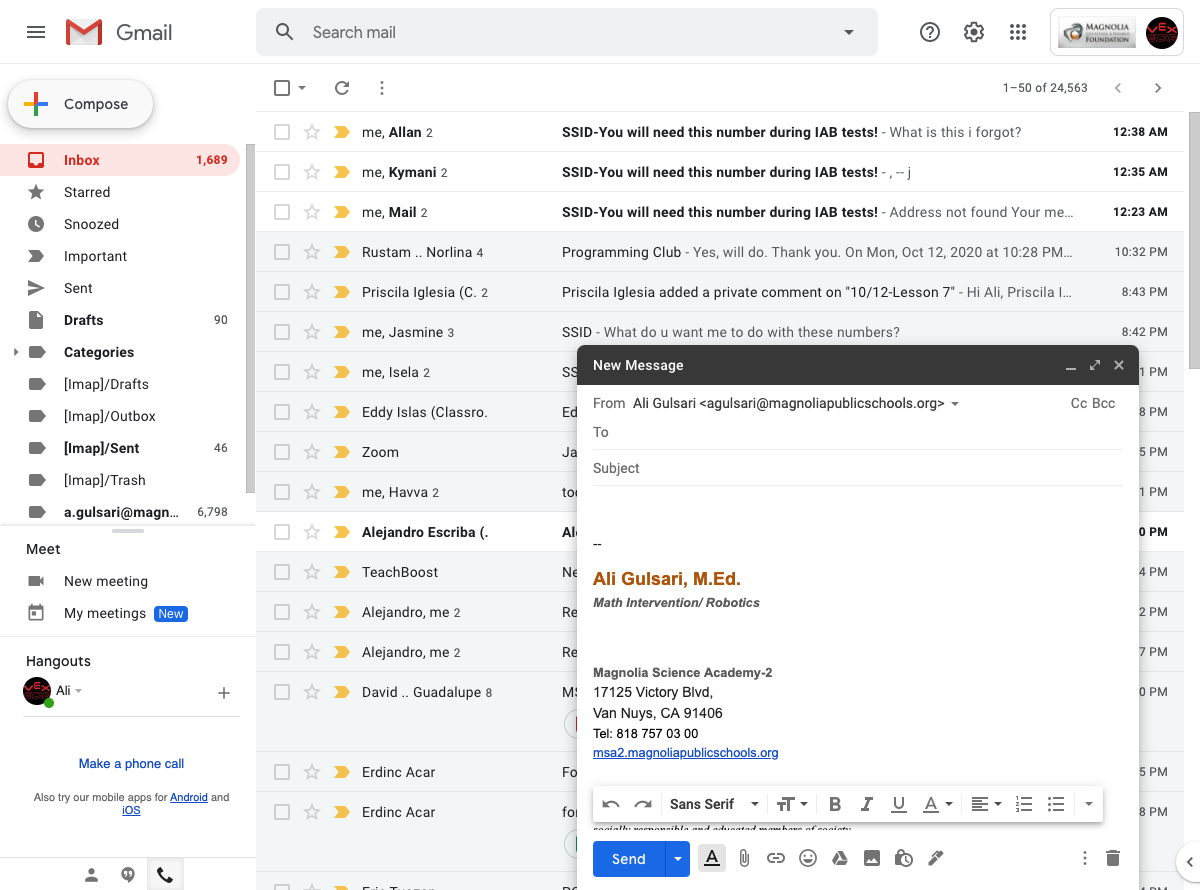 Gmail
Search mail
MAGNOLIA
FOUNDATION
Compose
1–50 of 24,563
Inbox 1,689
Starred
Snoozed
Important
Sent
Drafts 90
Categories
[Imap]/Drafts
[Imap]/Outbox
[Imap]/Sent 46
[Imap]/Trash
a.gulsari@magn... 6,798
Meet
New meeting
My meetings New
Hangouts
Ali
Make a phone call
Also try our mobile apps for Android and
iOS
me, Allan 2 SSID-You will need this number during IAB tests! - What is this i forgot? 12:38 AM
me, Kymani 2 SSID-You will need this number during IAB tests! - , -- j 12:35 AM
me, Mail 2 SSID-You will need this number during IAB tests! - Address not found Your me... 12:23 AM
Rustam .. Norlina 4 Programming Club - Yes, will do. Thank you. On Mon, Oct 12, 2020 at 10:28 PM... 10:32 PM
Priscila Iglesia (C. 2 Priscila Iglesia added a private comment on "10/12-Lesson 7" - Hi Ali, Priscila I... 8:43 PM
me, Jasmine 3 SSID - What do u want me to do with these numbers? 8:42 PM
me, Isela 2 SS 1 PM
Eddy Islas (Classro. Ed 8 PM
Zoom Ja 5 PM
me, Havva 2 too 1 PM
Alejandro Escriba (. Al 0 PM
TeachBoost Ne 4 PM
Alejandro, me 2 Re 2 PM
Alejandro, me 2 Re 7 PM
David .. Guadalupe 8 MS 0 PM
Erdinc Acar Fo 5 PM
Erdinc Acar for 8 PM
New Message
From Ali Gulsari <agulsari@magnoliapublicschools.org> Cc Bcc
To
Subject
--
Ali Gulsari, M.Ed.
Math Intervention/ Robotics
Magnolia Science Academy-2
17125 Victory Blvd,
Van Nuys, CA 91406
Tel: 818 757 03 00
msa2.magnoliapublicschools.org
Sans Serif
socially responsible and educated members of society
Send